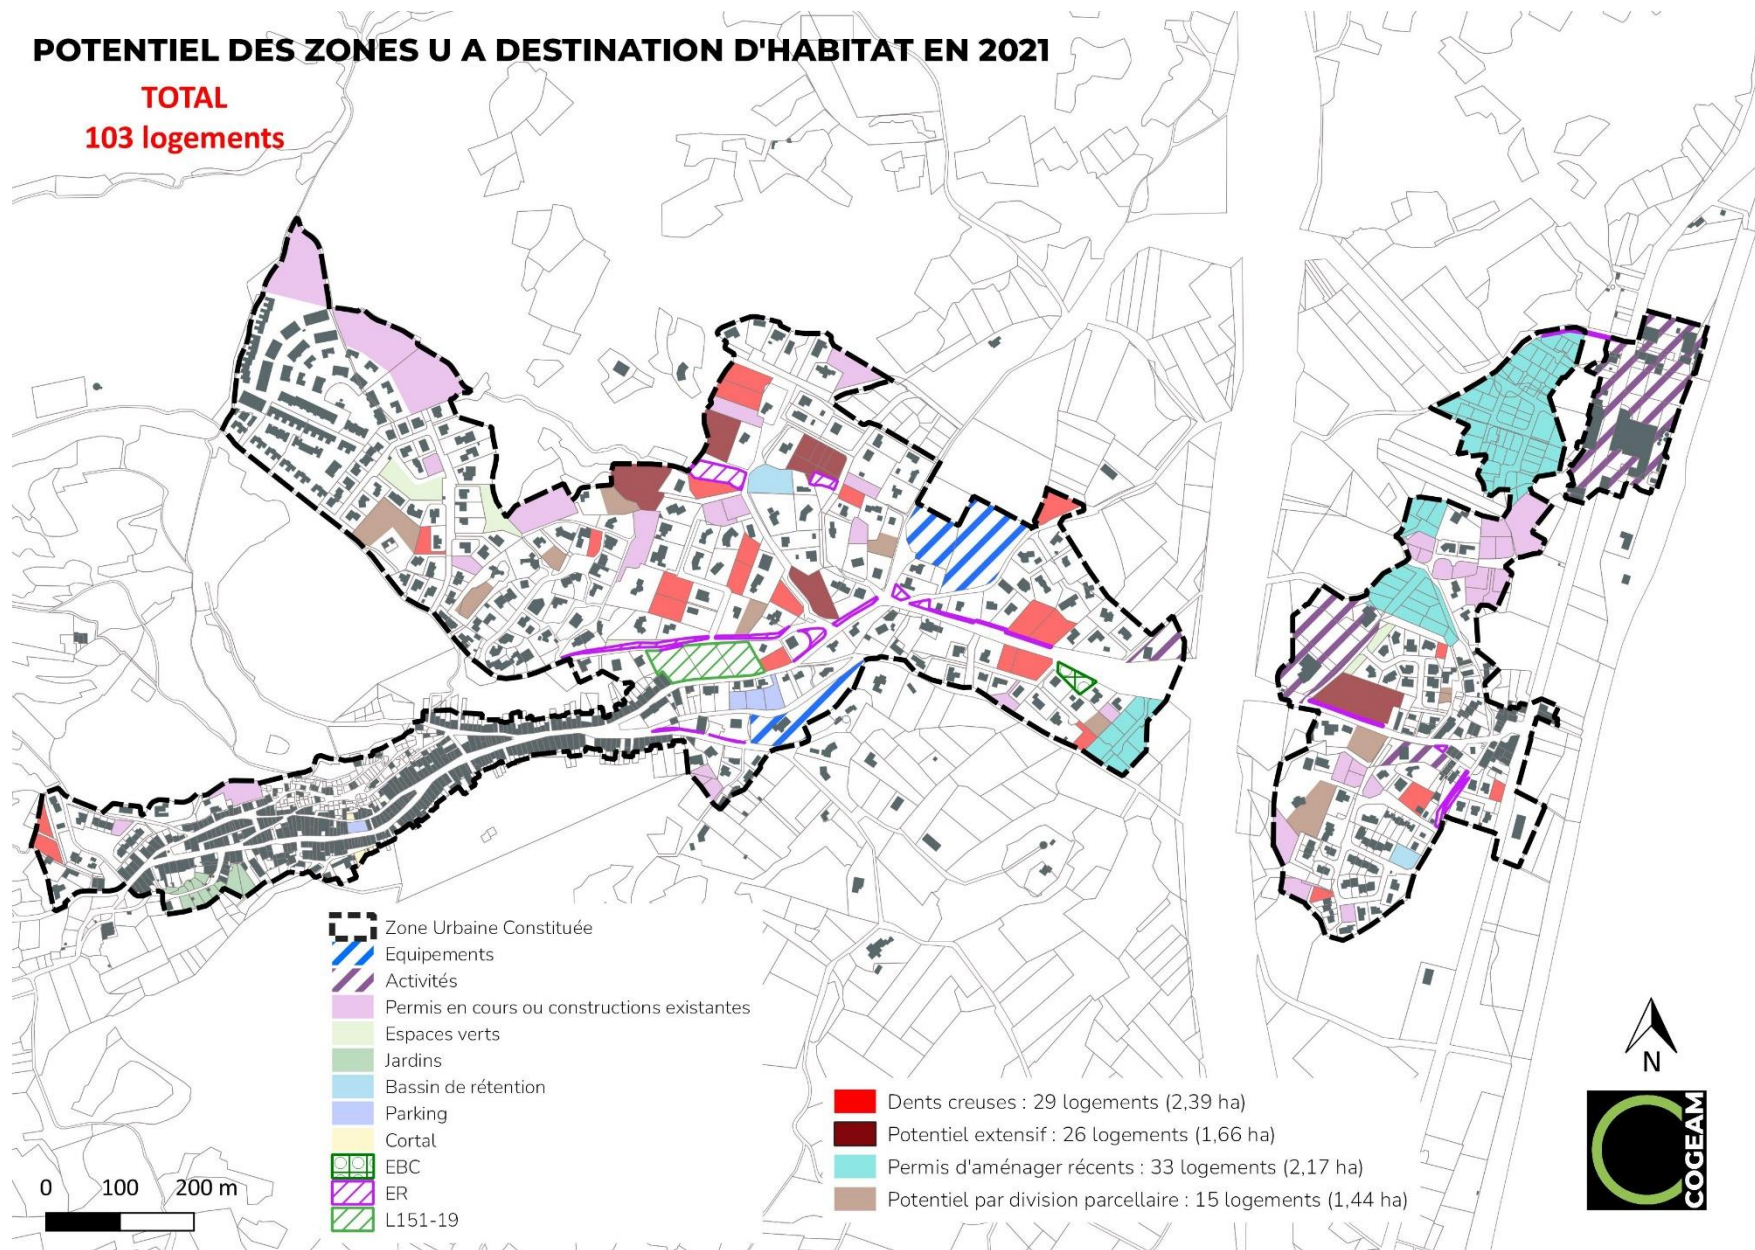 POTENTIEL DES ZONES U A DESTINATION D'HABITAT EN 2021
TOTAL
103 logements
Zone Urbaine Constituée
Equipements
Activités
Permis en cours ou constructions existantes
Espaces verts
Jardins
Bassin de rétention
Parking
Cortal
EBC
ER
L151-19
0 100 200 m
Dents creuses : 29 logements (2,39 ha)
Potentiel extensif : 26 logements (1,66 ha)
Permis d'aménager récents : 33 logements (2,17 ha)
Potentiel par division parcellaire : 15 logements (1,44 ha)
N
COGEAM